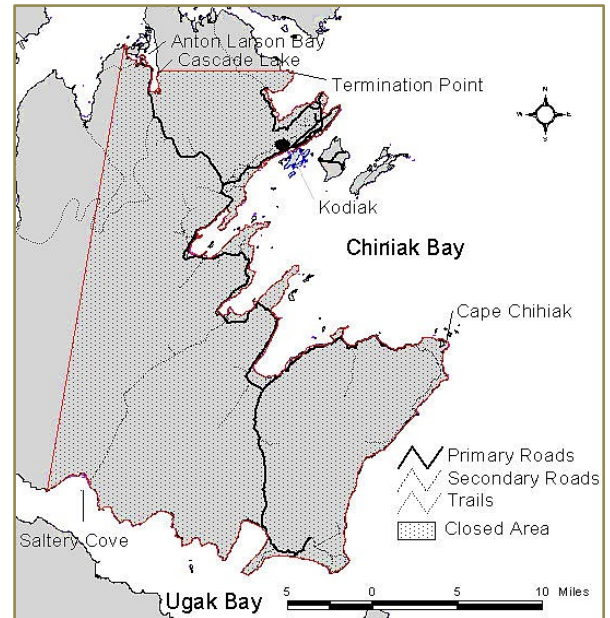 Anton Larson Bay
Cascade Lake
Termination Point
Kodiak
Chiniak Bay
Cape Chihiak
Primary Roads
Secondary Roads
Trails
Closed Area
Saltery Cove
Ugak Bay
5 0 5 10 Miles